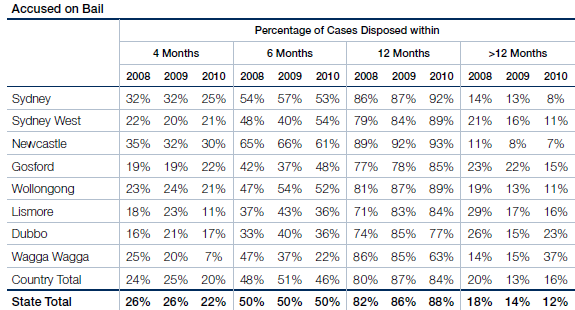 Accused on Bail
Percentage of Cases Disposed within
4 Months 6 Months 12 Months >12 Months
2008 2009 2010 2008 2009 2010 2008 2009 2010 2008 2009 2010
Sydney 32% 32% 25% 54% 57% 53% 86% 87% 92% 14% 13% 8%
Sydney West 22% 20% 21% 48% 40% 54% 79% 84% 89% 21% 16% 11%
Newcastle 35% 32% 30% 65% 66% 61% 89% 92% 93% 11% 8% 7%
Gosford 19% 19% 22% 42% 37% 48% 77% 78% 85% 23% 22% 15%
Wollongong 23% 24% 21% 47% 54% 52% 81% 87% 89% 19% 13% 11%
Lismore 18% 23% 11% 37% 43% 36% 71% 83% 84% 29% 17% 16%
Dubbo 16% 21% 17% 33% 40% 36% 74% 85% 77% 26% 15% 23%
Wagga Wagga 25% 20% 7% 47% 37% 22% 86% 85% 63% 14% 15% 37%
Country Total 24% 25% 20% 48% 51% 46% 80% 87% 84% 20% 13% 16%
State Total 26% 26% 22% 50% 50% 50% 82% 86% 88% 18% 14% 12%